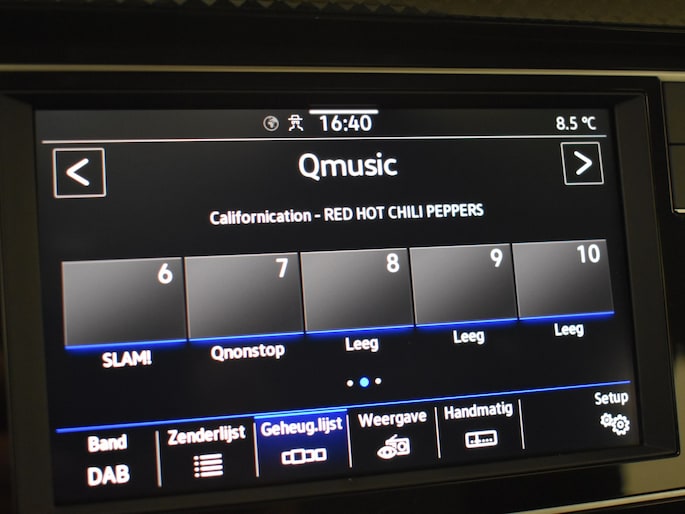 16:40
8.5 °C
<
Qmusic
>
Californication - RED HOT CHILI PEPPERS
6
7
8
9
10
SLAM!
Qnonstop
Leeg
Leeg
Leeg
Band
DAB
Zenderlijst
Geheug.lijst
Weergave
Handmatig
Setup